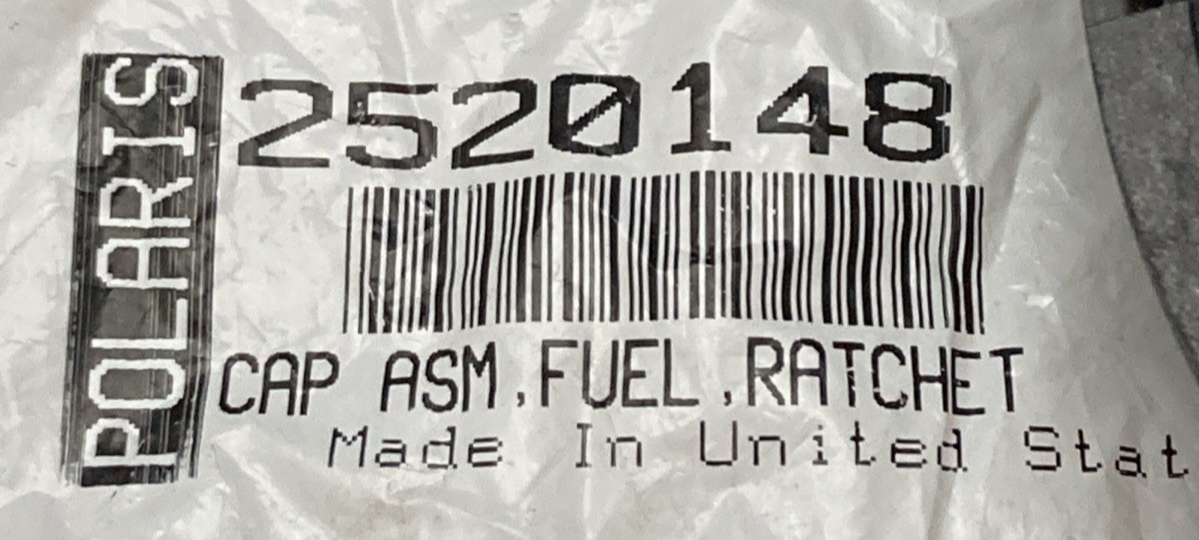 POLARIS
2520148
CAP ASM,FUEL,RATCHET
Made In United Stat